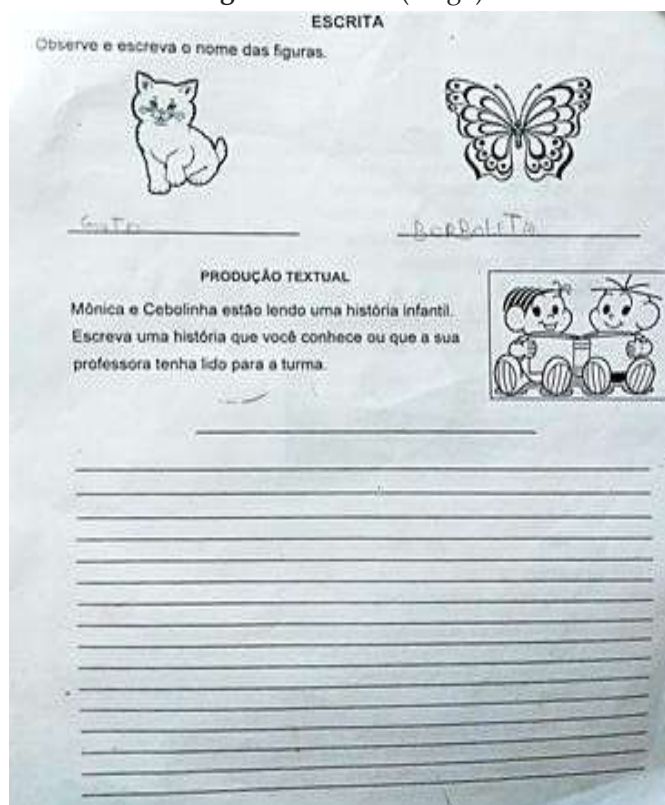 ESCRITA
Observe e escreva o nome das figuras.
GaTo
BorBoleTa
PRODUÇÃO TEXTUAL
Mônica e Cebolinha estão lendo uma história infantil.
Escreva uma história que você conhece ou que a sua
professora tenha lido para a turma.